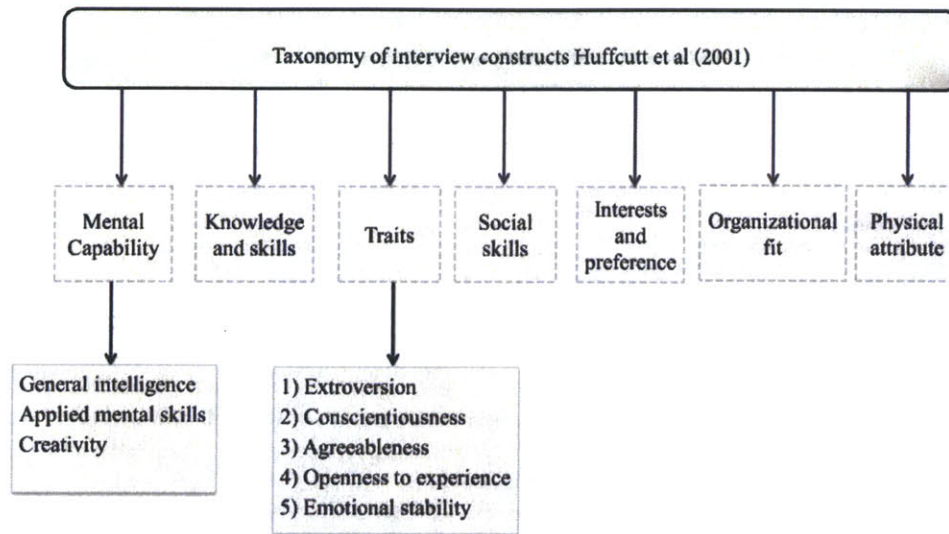 Taxonomy of interview constructs Huffcutt et al (2001)
Mental
Capability
Knowledge
and skills
Traits
Social
skills
Interests
and
preference
Organizational
fit
Physical
attribute
General intelligence
Applied mental skills
Creativity
1) Extroversion
2) Conscientiousness
3) Agreeableness
4) Openness to experience
5) Emotional stability